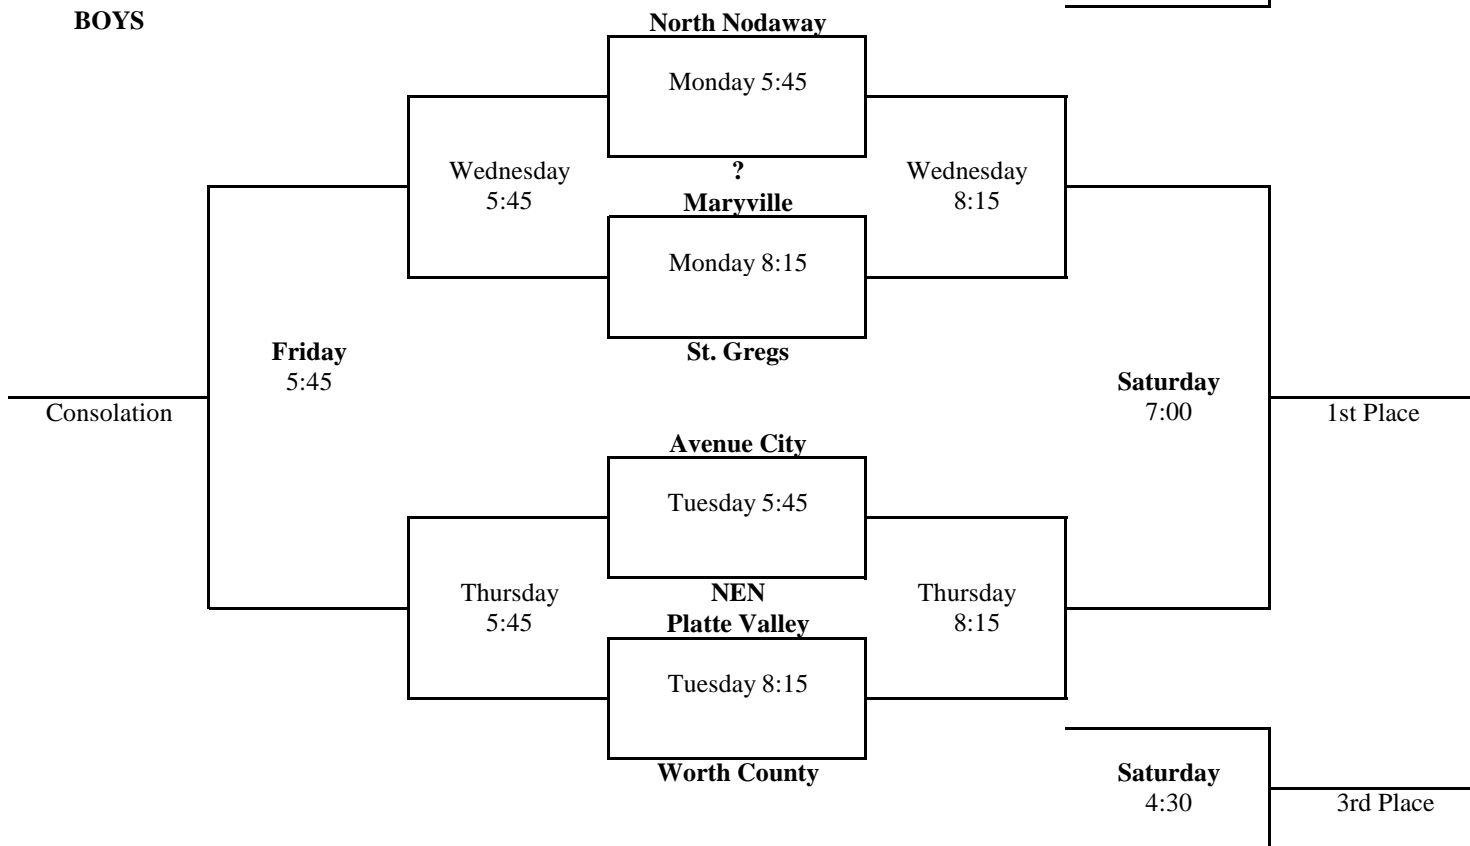 BOYS
North Nodaway
Monday 5:45
Wednesday
5:45
?
Wednesday
8:15
Maryville
Monday 8:15
St. Gregs
Friday
5:45
Saturday
7:00
Consolation
1st Place
Avenue City
Tuesday 5:45
Thursday
5:45
NEN
Thursday
8:15
Platte Valley
Tuesday 8:15
Worth County
Saturday
4:30
3rd Place